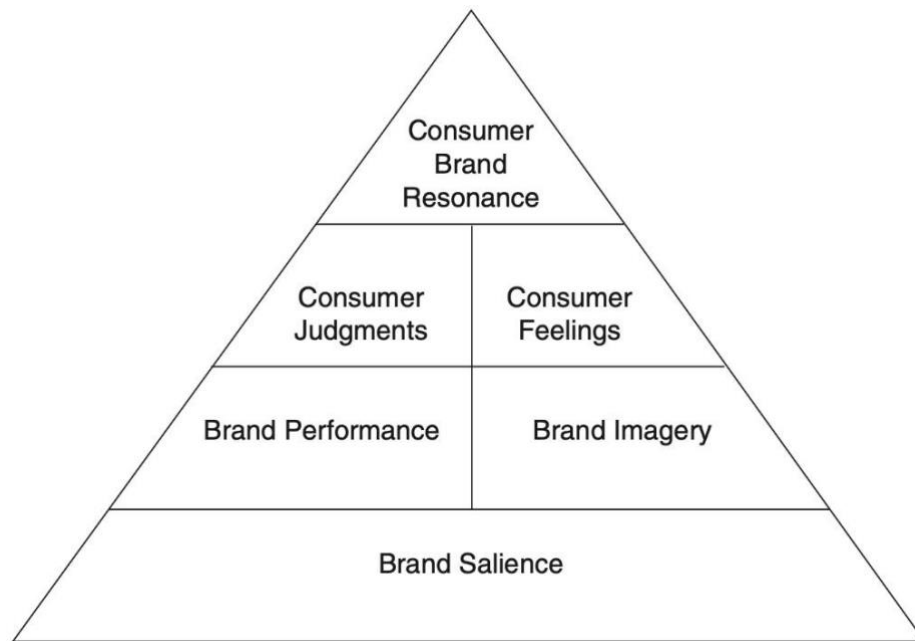 Consumer
Brand
Resonance
Consumer
Judgments
Consumer
Feelings
Brand Performance
Brand Imagery
Brand Salience